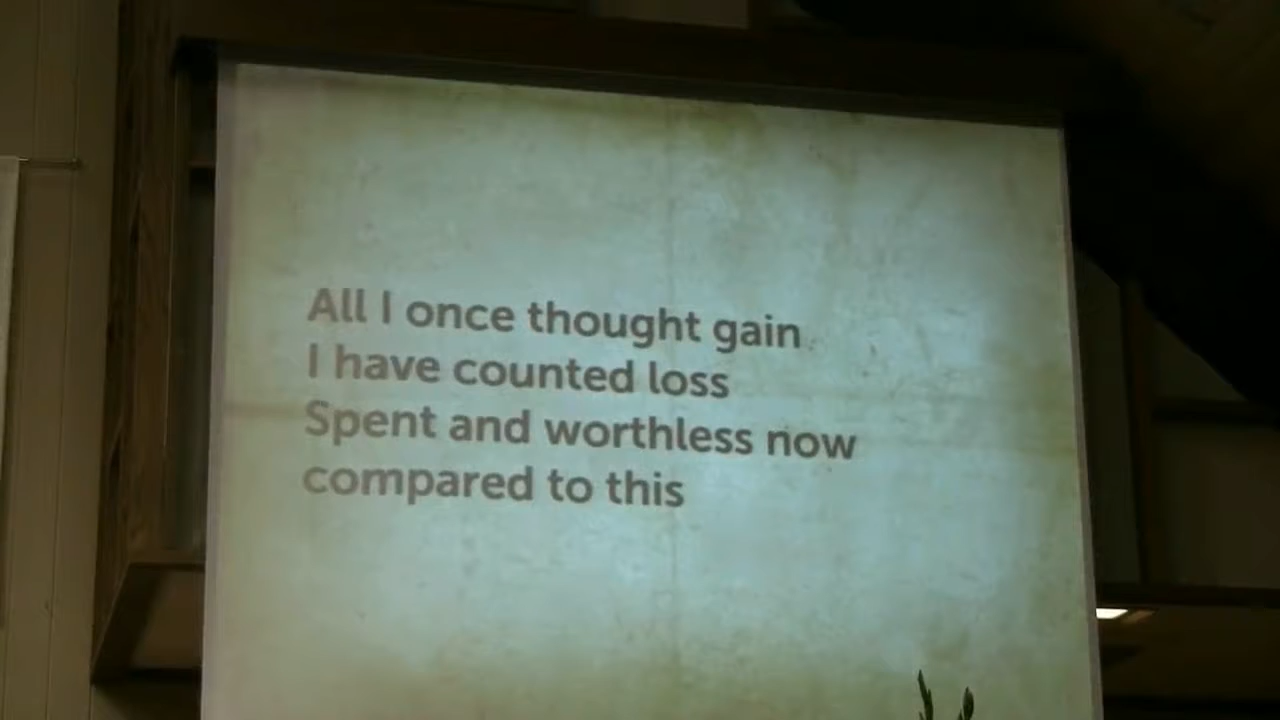 All I once thought gain
I have counted loss
Spent and worthless now
compared to this